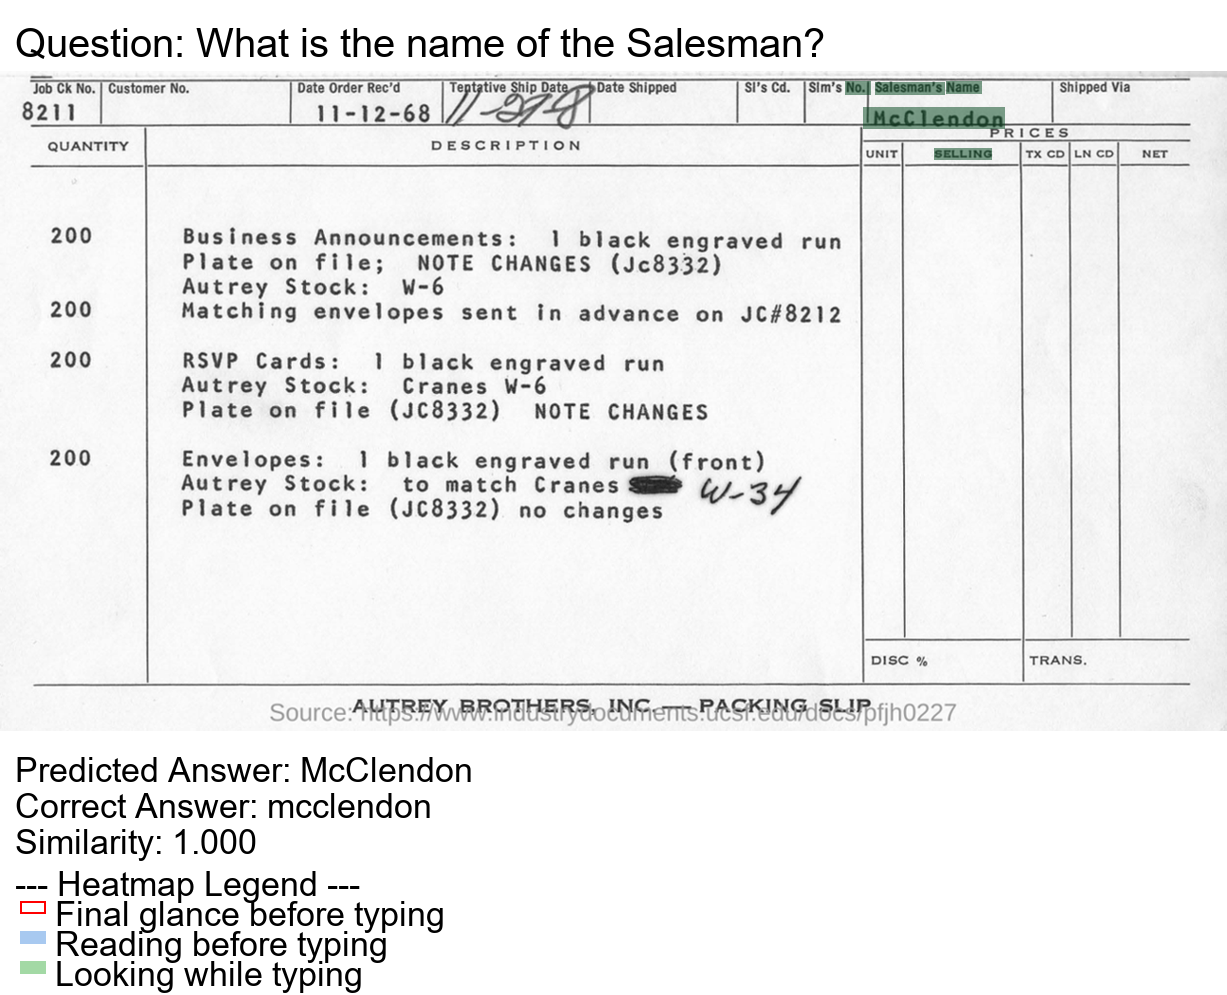 Question: What is the name of the Salesman?
Job Ck No. Customer No. Date Order Rec'd Tentative Ship Date Date Shipped Sl's Cd. Slm's No. Salesman's Name Shipped Via
8211 11-12-68 McClendon
QUANTITY DESCRIPTION PRICES
UNIT SELLING TX CD LN CD NET
200 Business Announcements: 1 black engraved run
Plate on file; NOTE CHANGES (Jc8332)
Autrey Stock: W-6
200 Matching envelopes sent in advance on JC#8212
200 RSVP Cards: 1 black engraved run
Autrey Stock: Cranes W-6
Plate on file (JC8332) NOTE CHANGES
200 Envelopes: 1 black engraved run (front)
Autrey Stock: to match Cranes W-34
Plate on file (JC8332) no changes
DISC % TRANS.
AUTREY BROTHERS, INC. — PACKING SLIP
Source: https://www.industrydocuments.ucsf.edu/docs/pfjh0227
Predicted Answer: McClendon
Correct Answer: mcclendon
Similarity: 1.000
--- Heatmap Legend ---
Final glance before typing
Reading before typing
Looking while typing